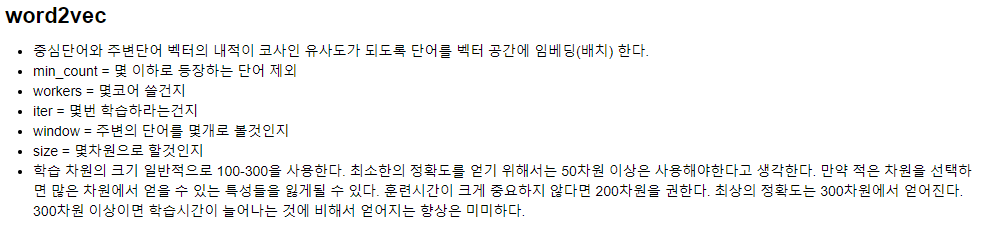 word2vec
• 중심단어와 주변단어 벡터의 내적이 코사인 유사도가 되도록 단어를 벡터 공간에 임베딩(배치) 한다.
• min_count = 몇 이하로 등장하는 단어 제외
• workers = 몇코어 쓸건지
• iter = 몇번 학습하라는건지
• window = 주변의 단어를 몇개로 볼것인지
• size = 몇차원으로 할것인지
• 학습 차원의 크기 일반적으로 100-300을 사용한다. 최소한의 정확도를 얻기 위해서는 50차원 이상은 사용해야한다고 생각한다. 만약 적은 차원을 선택하
면 많은 차원에서 얻을 수 있는 특성들을 잃게될 수 있다. 훈련시간이 크게 중요하지 않다면 200차원을 권한다. 최상의 정확도는 300차원에서 얻어진다.
300차원 이상이면 학습시간이 늘어나는 것에 비해서 얻어지는 향상은 미미하다.